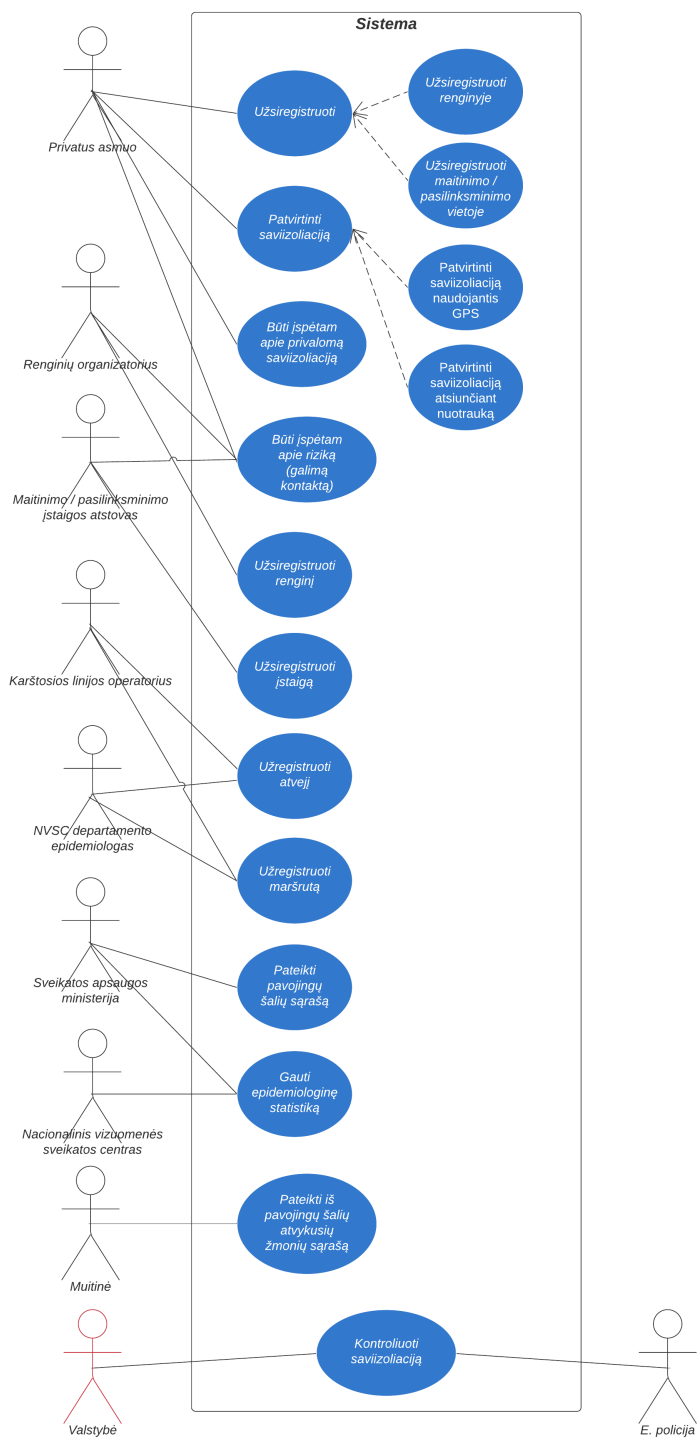 Sistema
Privatus asmuo
Užsiregistruoti
Užsiregistruoti
renginyje
Užsiregistruoti
maitinimo /
pasilinksminimo
vietoje
Patvirtinti
saviizoliaciją
Patvirtinti
saviizoliaciją
naudojantis
GPS
Būti įspėtam
apie privalomą
saviizoliaciją
Renginių organizatorius
Patvirtinti
saviizoliaciją
atsiunčiant
nuotrauką
Būti įspėtam
apie riziką
(galimą
kontaktą)
Maitinimo / pasilinksminimo
įstaigos atstovas
Užsiregistruoti
renginį
Užsiregistruoti
įstaigą
Karštosios linijos operatorius
Užregistruoti
atvejį
NVSC departamento
epidemiologas
Užregistruoti
maršrutą
Sveikatos apsaugos
ministerija
Pateikti
pavojingų
šalių sąrašą
Gauti
epidemiologinę
statistiką
Nacionalinis vizuomenės
sveikatos centras
Pateikti iš
pavojingų šalių
atvykusių
žmonių sąrašą
Muitinė
Kontroliuoti
saviizoliaciją
Valstybė
E. policija